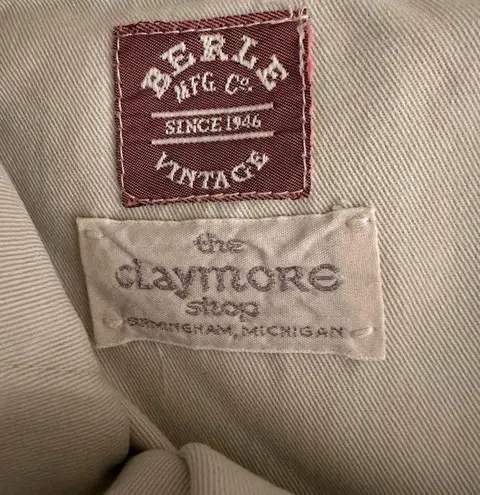 BERLE
MFG. Co.
SINCE 1946
VINTAGE
the
claymore
shop
BIRMINGHAM, MICHIGAN